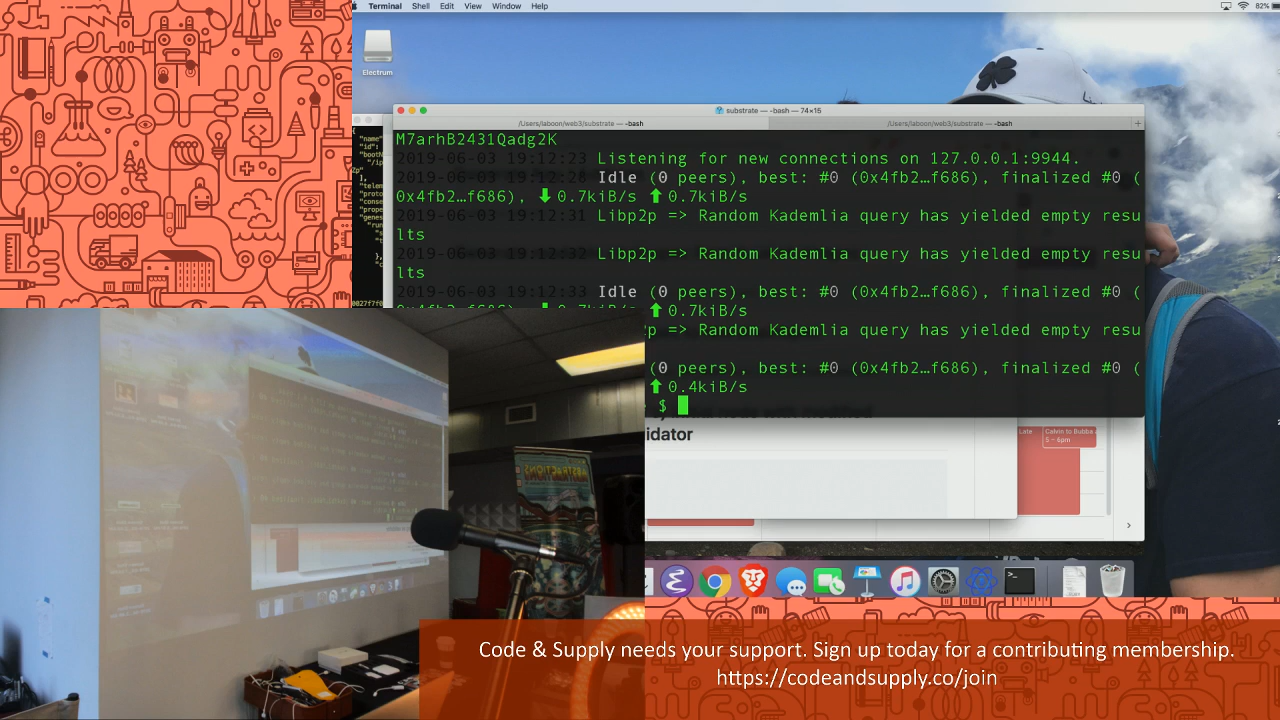 Terminal Shell Edit View Window Help
82%
Electrum
substrate — -bash — 74×15
/Users/laboon/web3/substrate — -bash
/Users/laboon/web3/substrate — -bash
M7arhB2431Qadg2K
2019-06-03 19:12:23 Listening for new connections on 127.0.0.1:9944.
2019-06-03 19:12:28 Idle (0 peers), best: #0 (0x4fb2…f686), finalized #0 (
0x4fb2…f686), ⬇ 0.7kiB/s ⬆ 0.7kiB/s
2019-06-03 19:12:31 Libp2p => Random Kademlia query has yielded empty resu
lts
2019-06-03 19:12:32 Libp2p => Random Kademlia query has yielded empty resu
lts
2019-06-03 19:12:33 Idle (0 peers), best: #0 (0x4fb2…f686), finalized #0 (
⬆ 0.7kiB/s
p => Random Kademlia query has yielded empty resu
(0 peers), best: #0 (0x4fb2…f686), finalized #0 (
⬆ 0.4kiB/s
$
idator
Late
Calvin to Bubba
5 – 6pm
ABSTRACTIONS
Code & Supply needs your support. Sign up today for a contributing membership.
https://codeandsupply.co/join